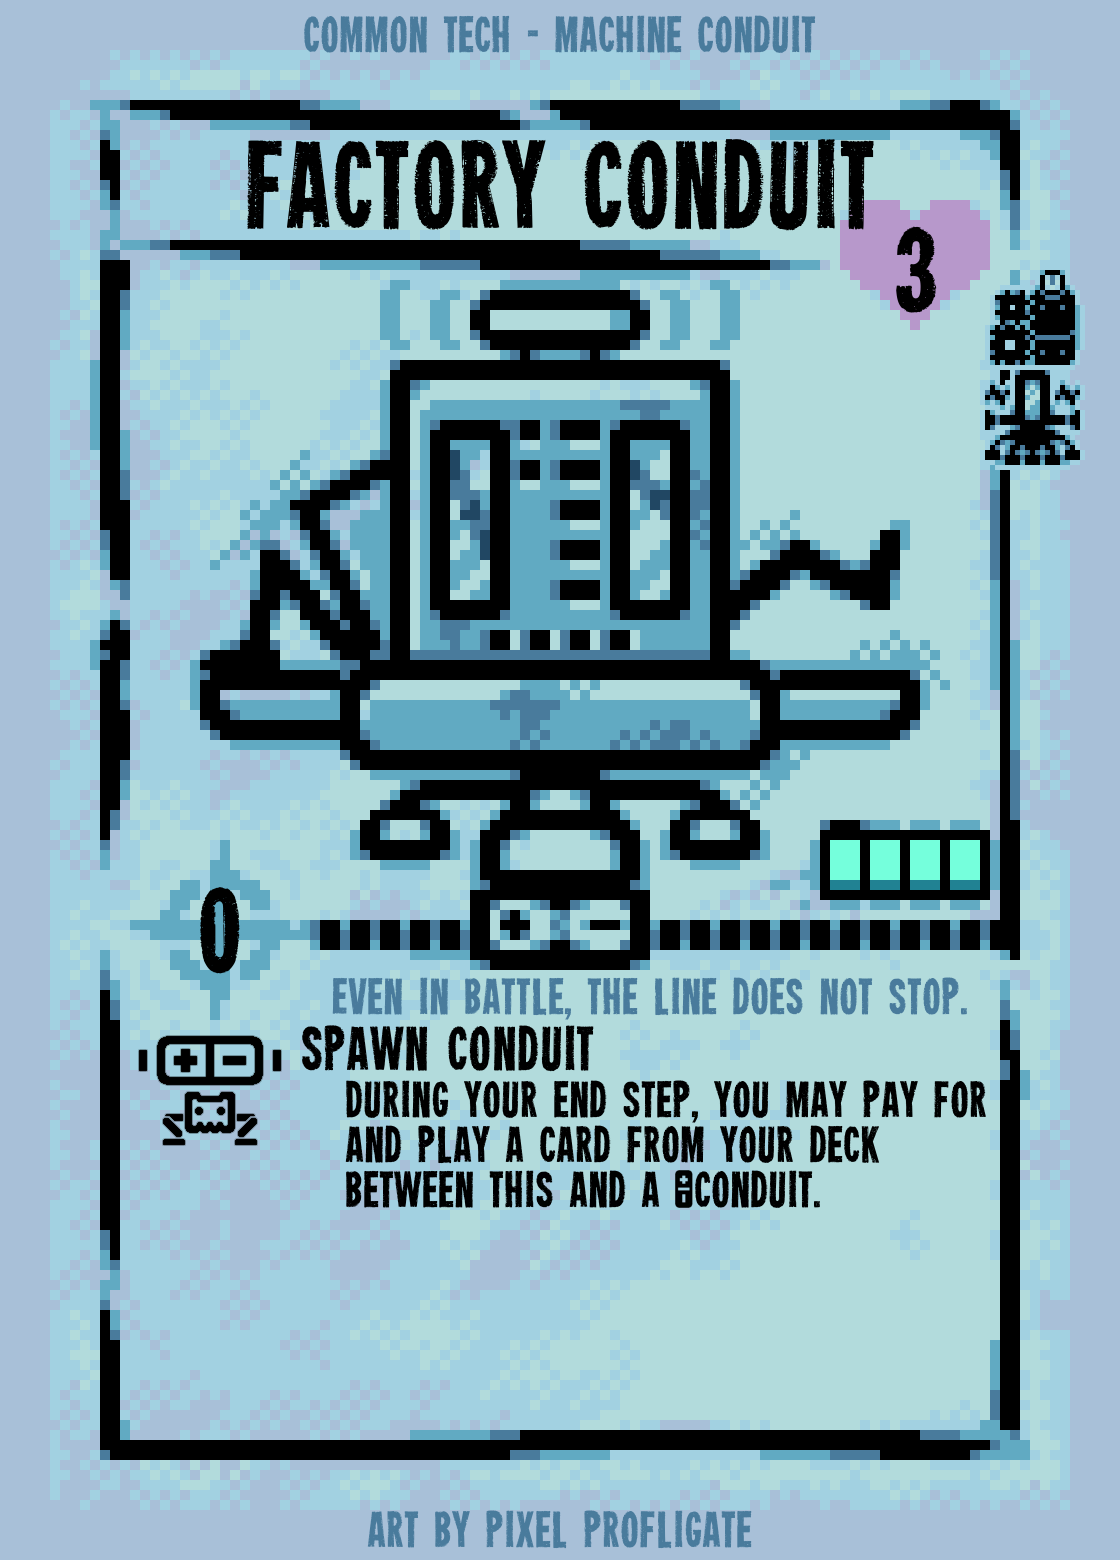 COMMON TECH - MACHINE CONDUIT
FACTORY CONDUIT
3
0
EVEN IN BATTLE, THE LINE DOES NOT STOP.
SPAWN CONDUIT
DURING YOUR END STEP, YOU MAY PAY FOR
AND PLAY A CARD FROM YOUR DECK
BETWEEN THIS AND A CONDUIT.
ART BY PIXEL PROFLIGATE